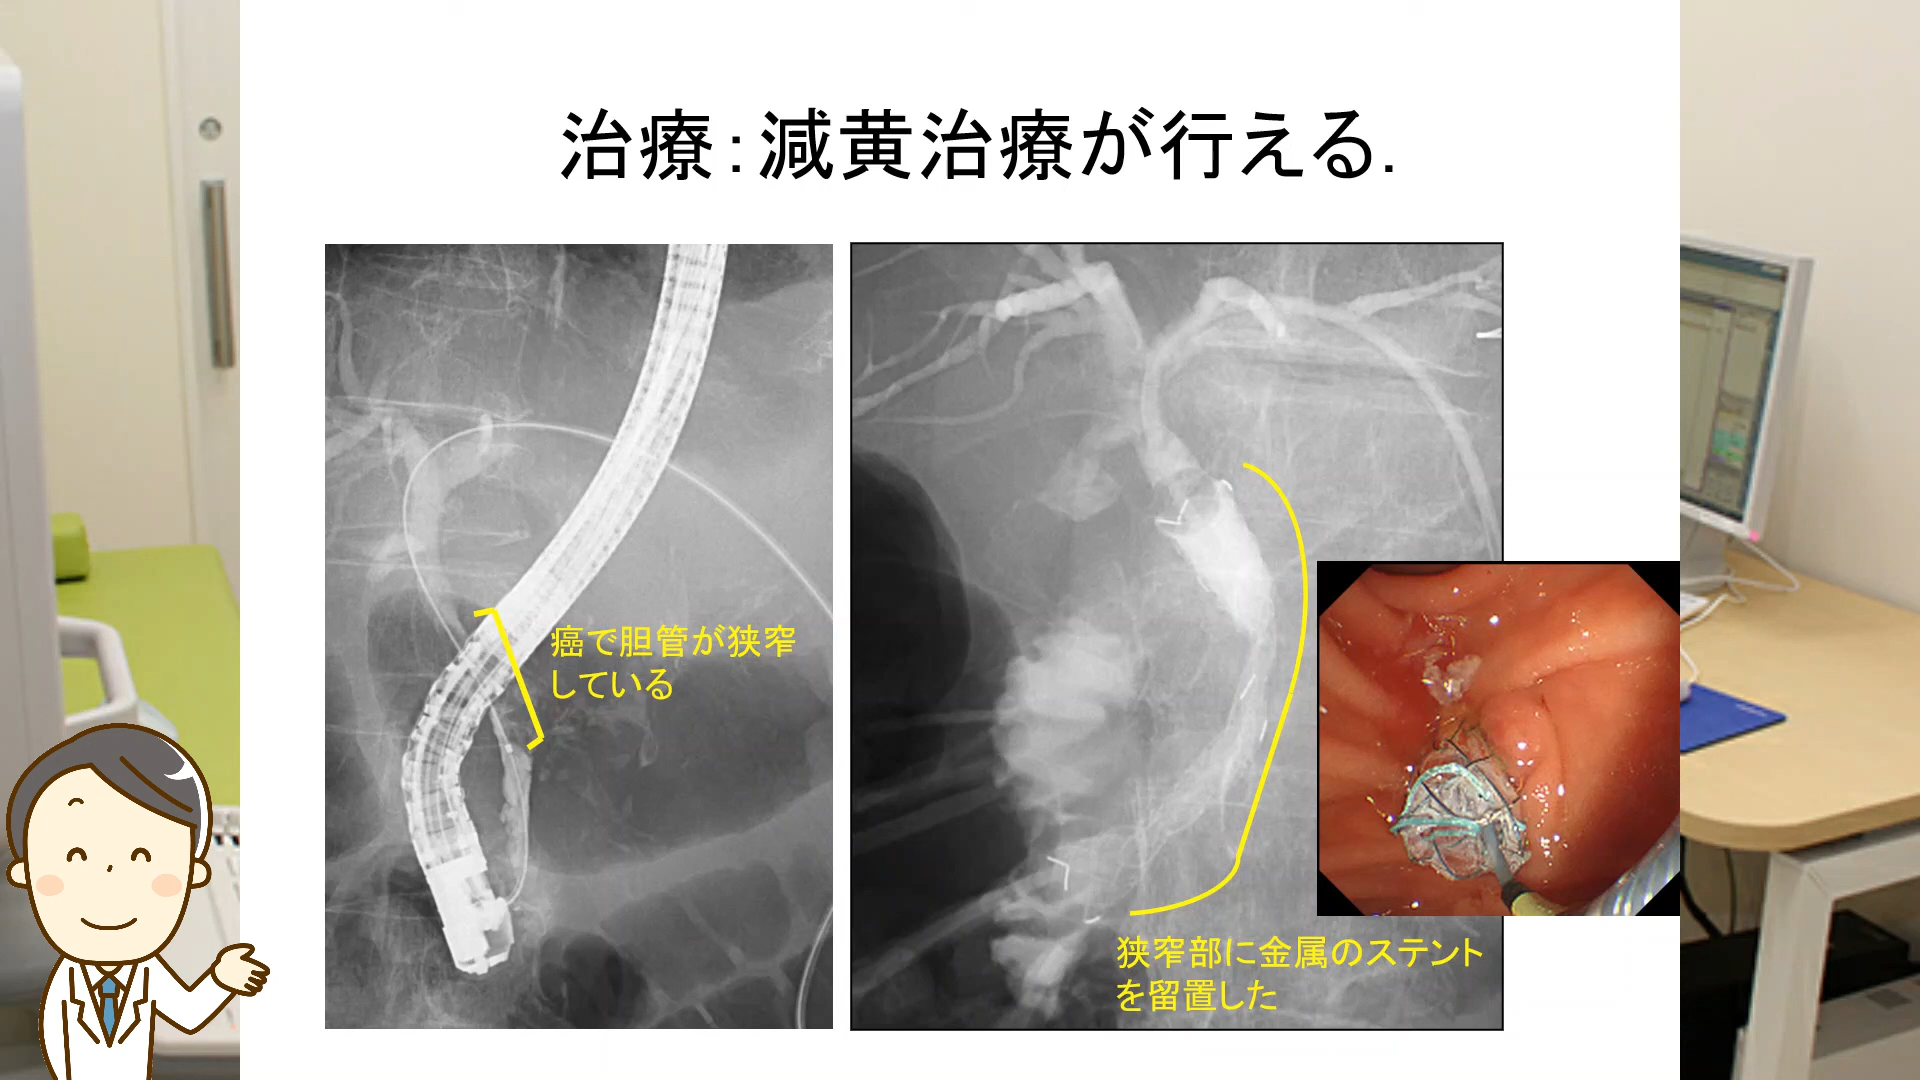 治療：減黄治療が行える.
癌で胆管が狭窄
している
狭窄部に金属のステント
を留置した